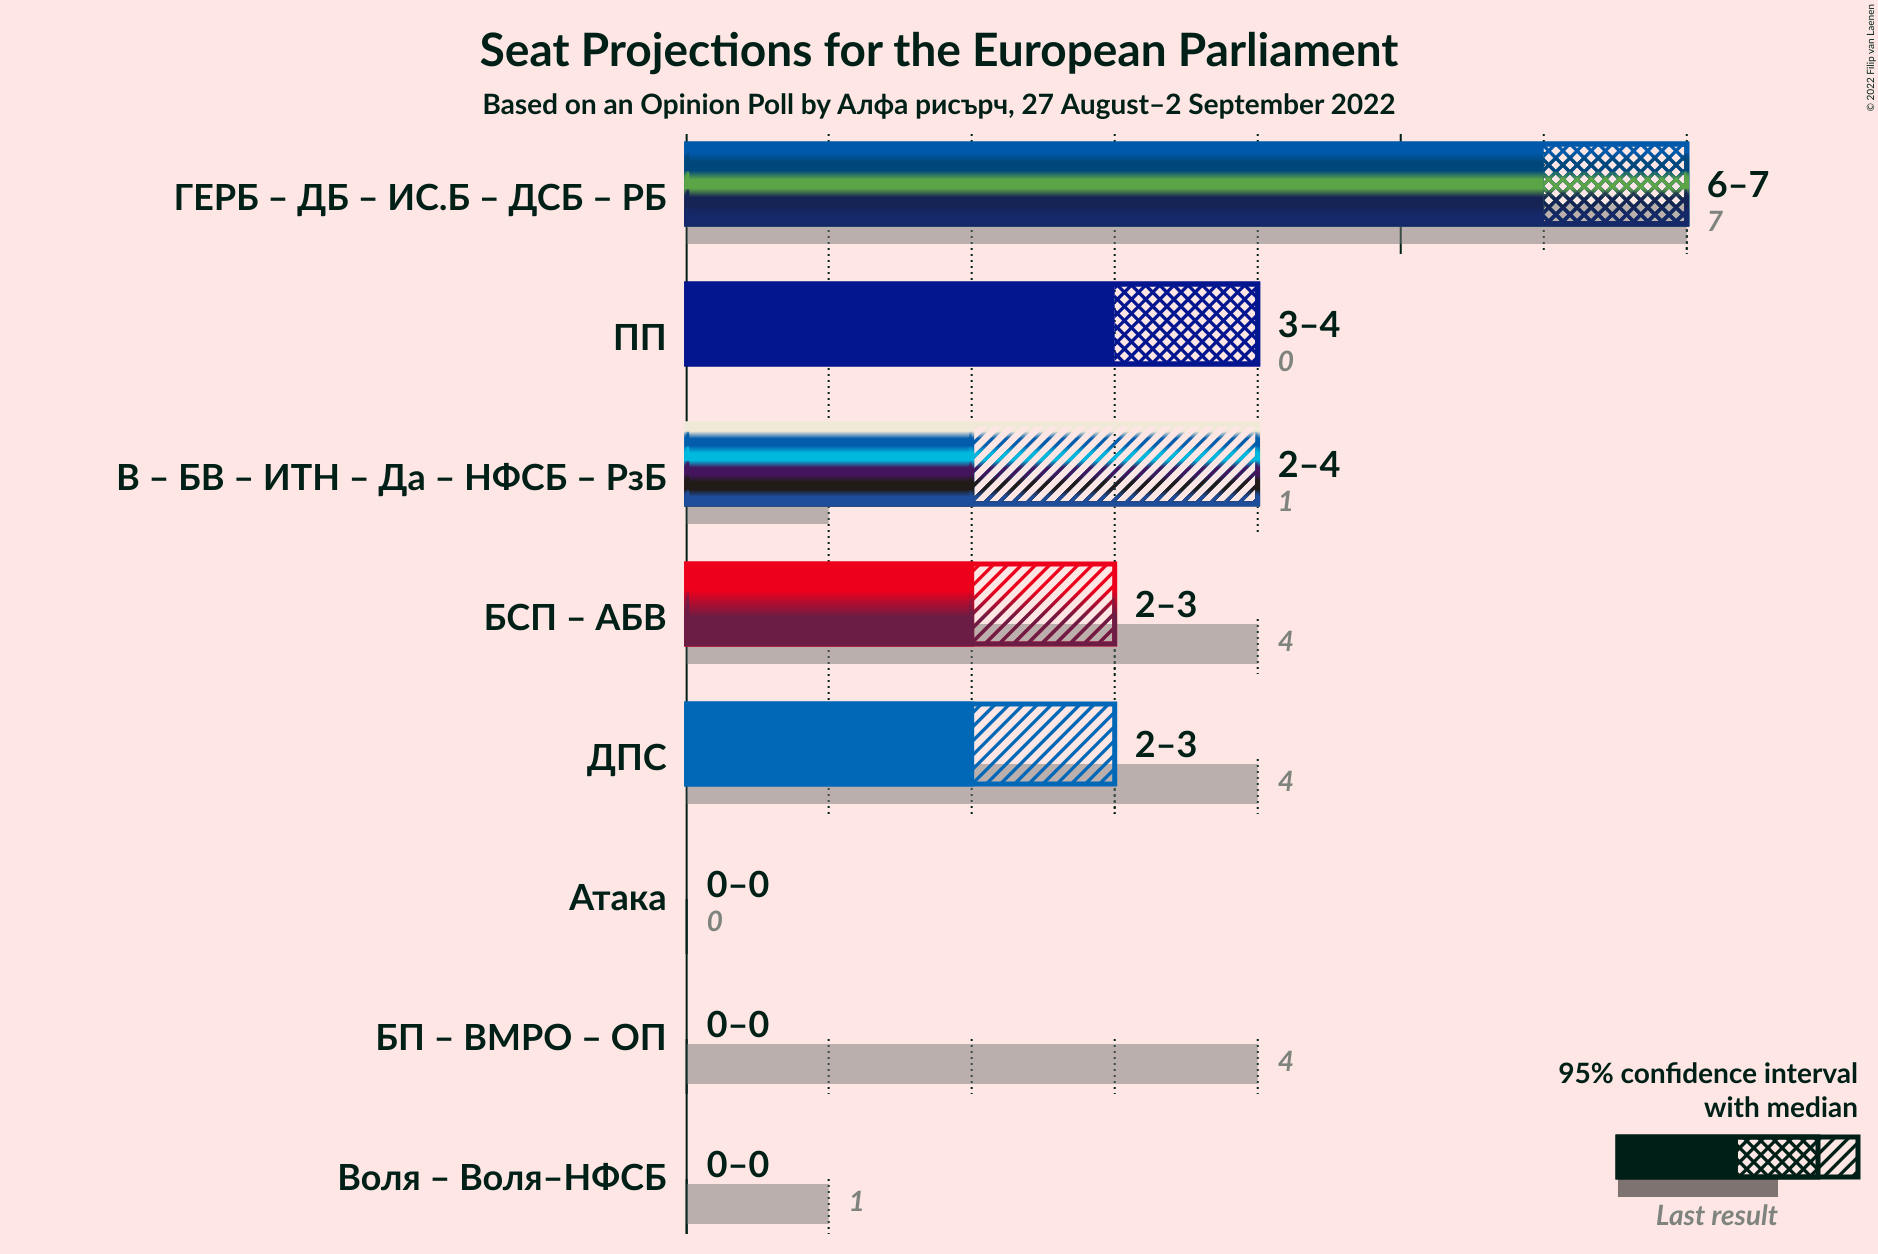 Seat Projections for the European Parliament
Based on an Opinion Poll by Алфа рисърч, 27 August–2 September 2022
© 2022 Filip van Laenen
ГЕРБ – ДБ – ИС.Б – ДСБ – РБ
6–7
7
ПП
3–4
0
В – БВ – ИТН – Да – НФСБ – РзБ
2–4
1
БСП – АБВ
2–3
4
ДПС
2–3
4
Атака
0–0
0
БП – ВМРО – ОП
0–0
4
Воля – Воля–НФСБ
0–0
1
95% confidence interval
with median
Last result